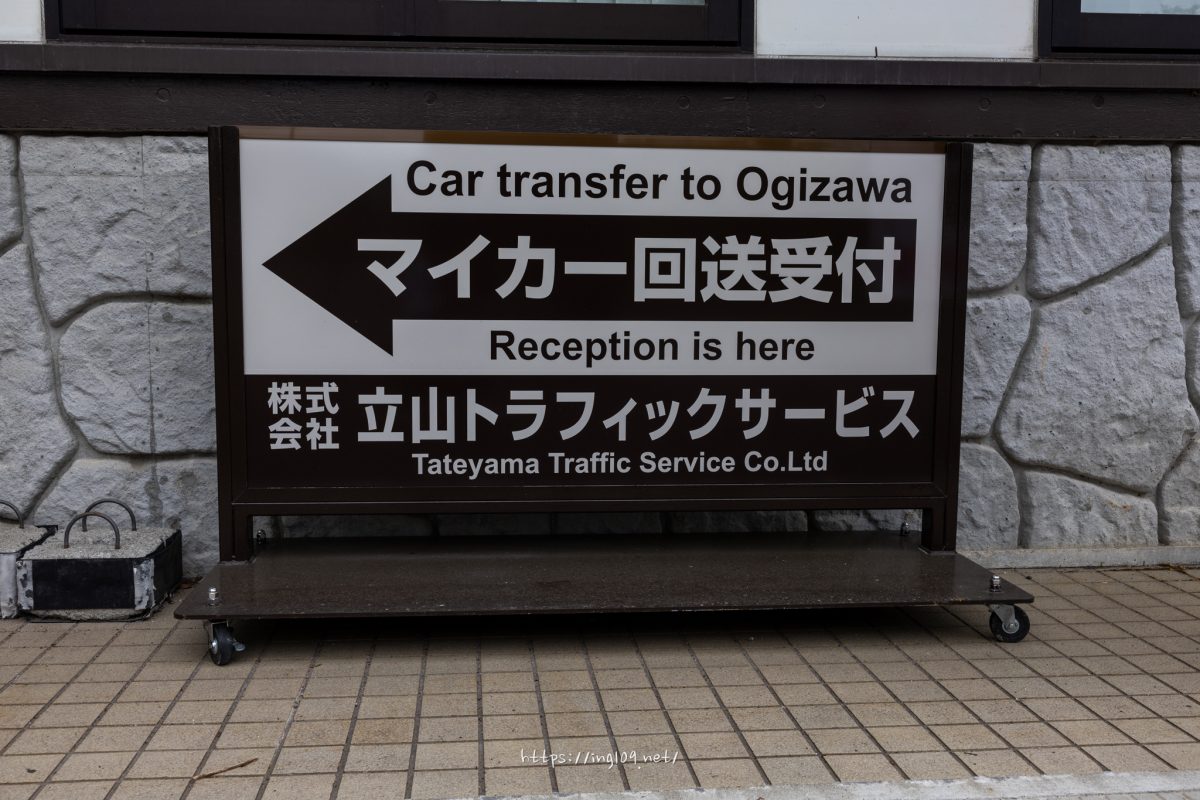 Car transfer to Ogizawa
マイカー回送受付
Reception is here
株式会社 立山トラフィックサービス
Tateyama Traffic Service Co.Ltd
https://ing109.net/